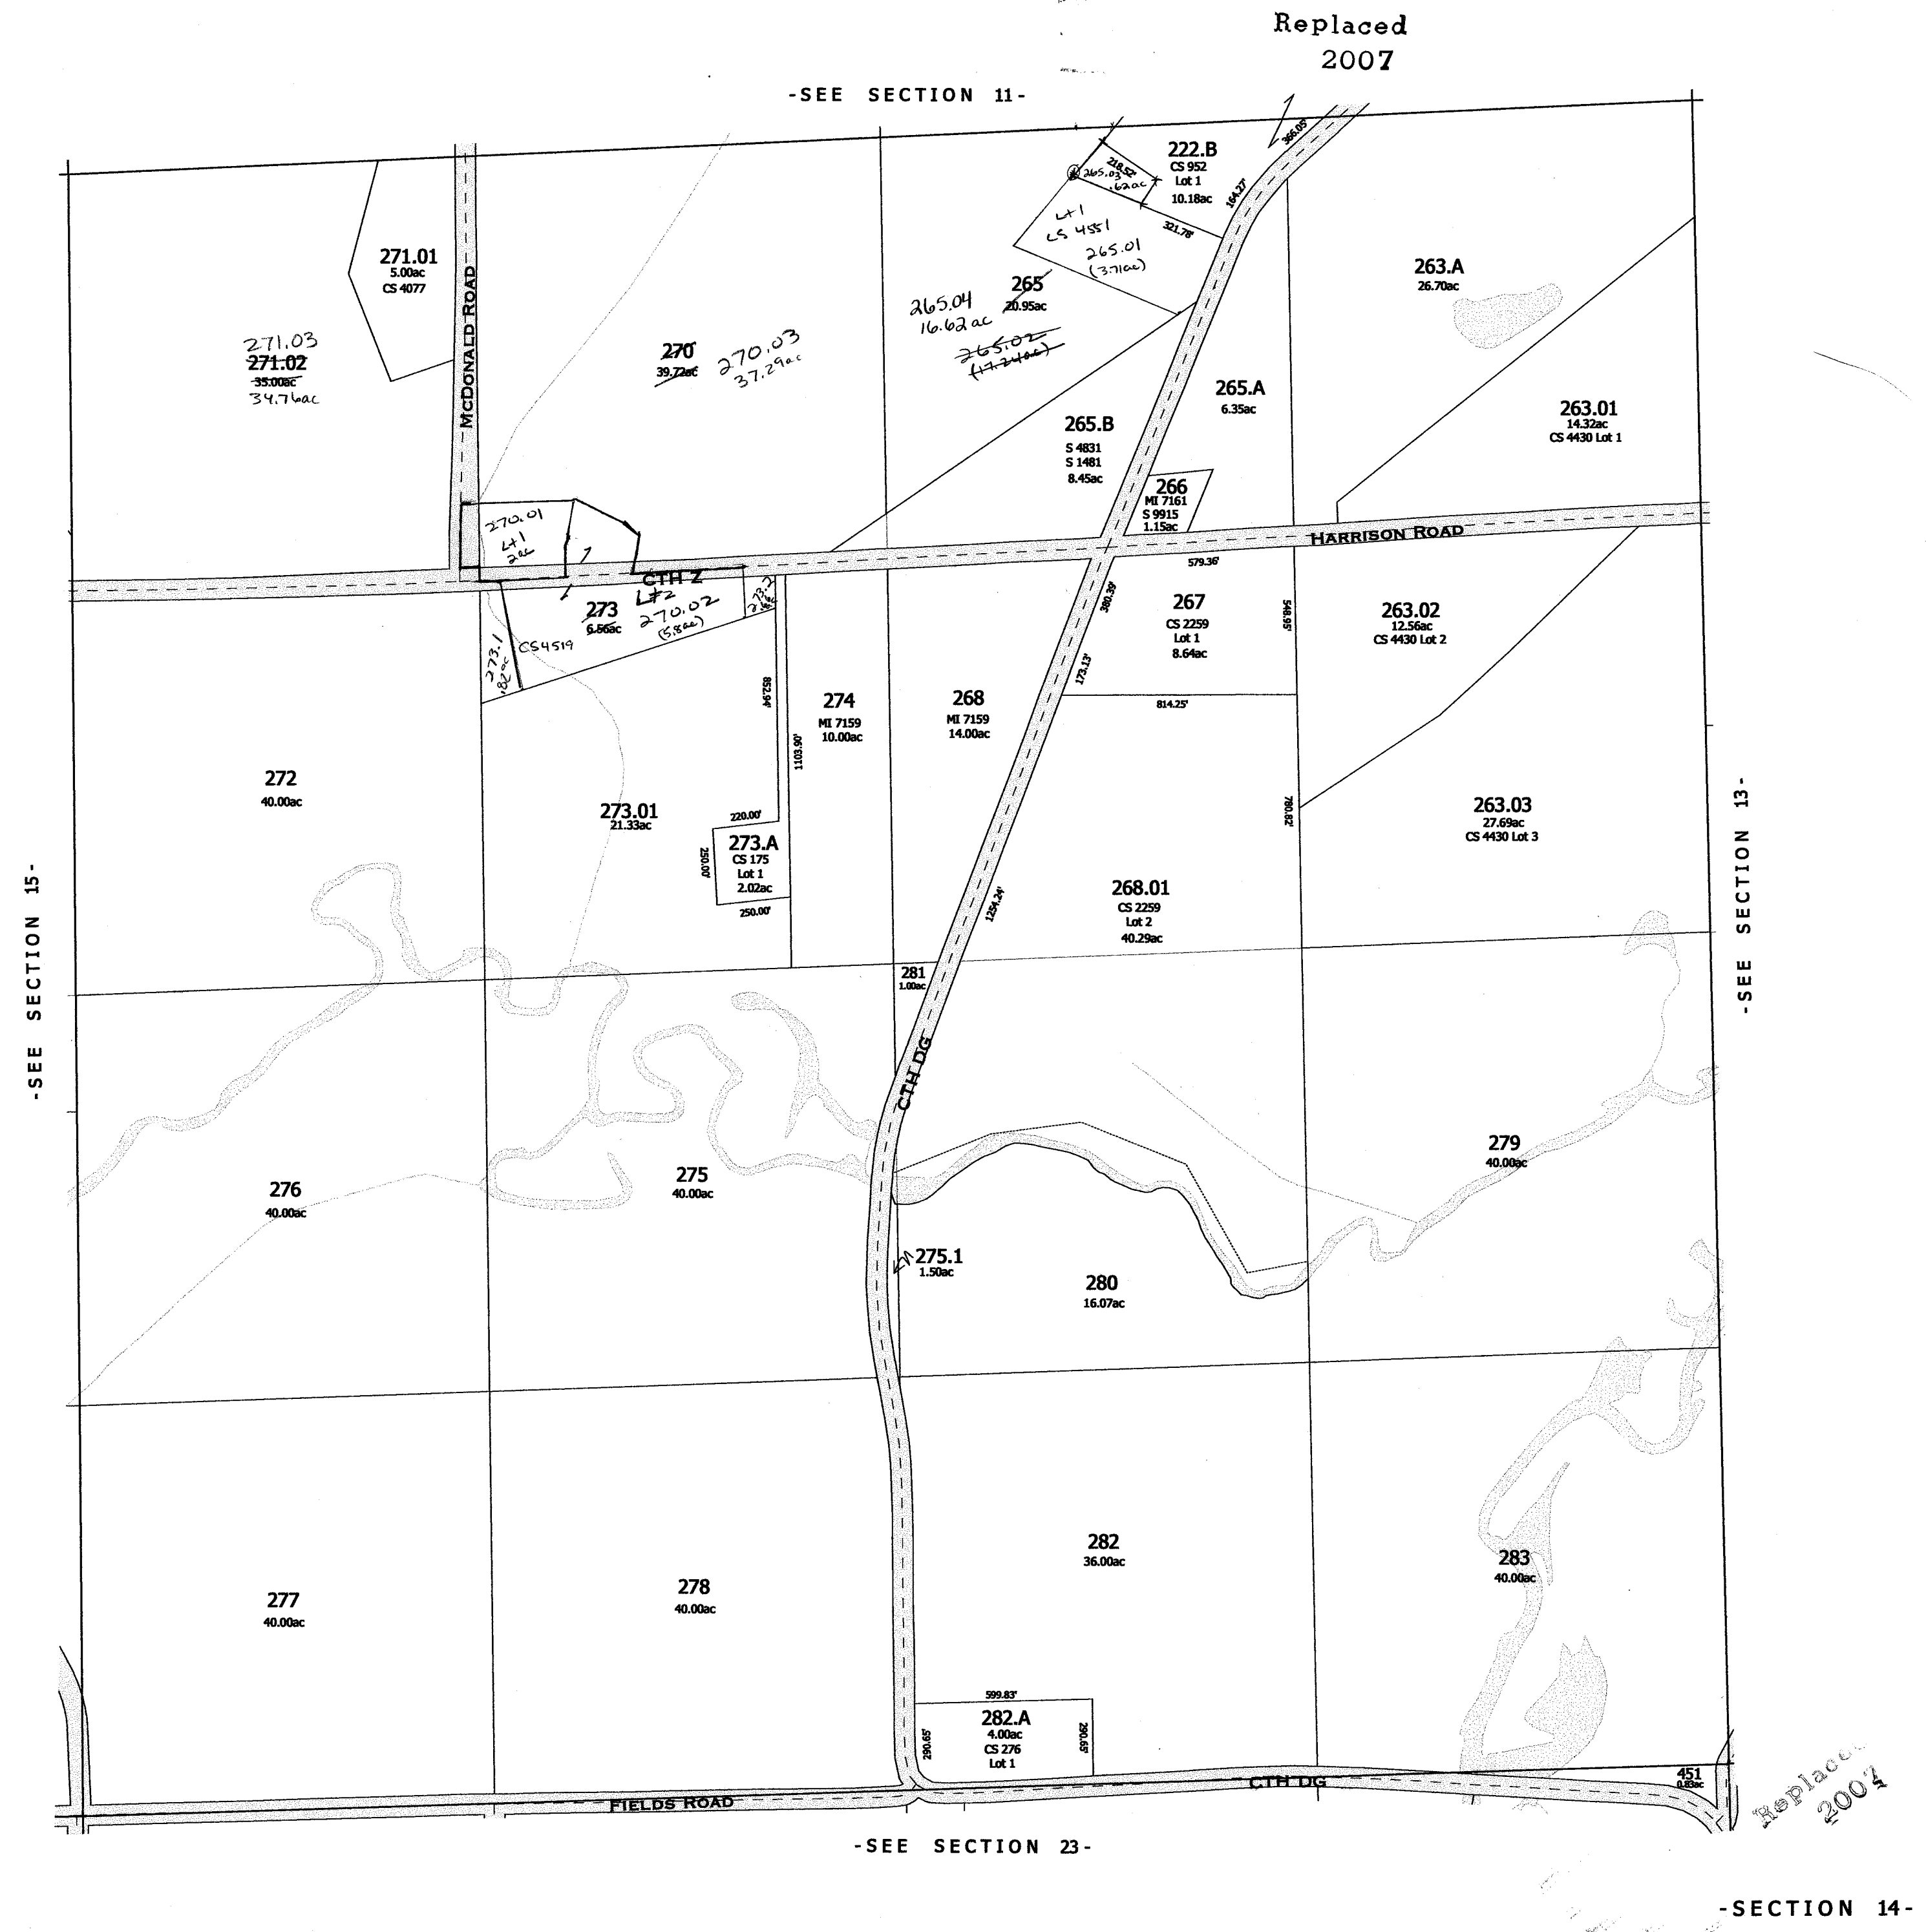 Replaced
2007
-SEE SECTION 11-
366.05'
222.B
CS 952
Lot 1
10.18ac
218.52'
265.03
.62ac
164.27'
321.78'
Lt 1
CS 4551
265.01
(3.71ac)
271.01
5.00ac
CS 4077
McDONALD ROAD
263.A
26.70ac
265
20.95ac
265.04
16.62ac
265.02
(17.24ac)
271.03
271.02
35.00ac
34.76ac
270
39.72ac
270.03
37.29ac
265.A
6.35ac
265.B
S 4831
S 1481
8.45ac
263.01
14.32ac
CS 4430 Lot 1
266
MI 7161
S 9915
1.15ac
270.01
Lt 1
2ac
HARRISON ROAD
CTH Z
579.36'
273
6.56ac
Lt 2
270.02
(5.8ac)
273.2
273.1
.82ac
CS4519
380.39'
267
CS 2259
Lot 1
8.64ac
548.95'
263.02
12.56ac
CS 4430 Lot 2
173.13'
814.25'
852.94'
274
MI 7159
10.00ac
268
MI 7159
14.00ac
1103.90'
272
40.00ac
273.01
21.33ac
220.00'
273.A
CS 175
Lot 1
2.02ac
250.00'
250.00'
780.82'
263.03
27.69ac
CS 4430 Lot 3
-SEE SECTION 13-
-SEE SECTION 15-
268.01
CS 2259
Lot 2
40.29ac
1254.24'
281
1.00ac
CTH DG
279
40.00ac
276
40.00ac
275
40.00ac
275.1
1.50ac
280
16.07ac
282
36.00ac
283
40.00ac
277
40.00ac
278
40.00ac
599.83'
282.A
4.00ac
CS 276
Lot 1
290.65'
290.65'
CTH DG
451
0.83ac
FIELDS ROAD
Replaced
2007
-SEE SECTION 23-
-SECTION 14-